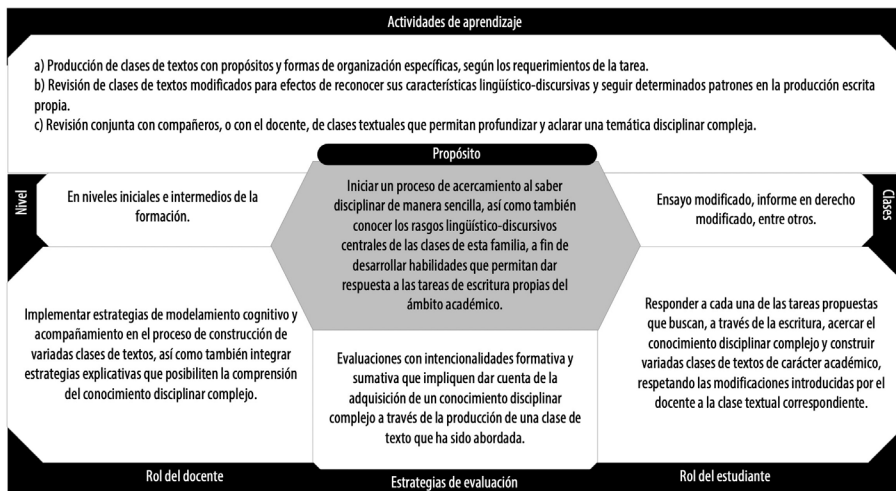 Actividades de aprendizaje
a) Producción de clases de textos con propósitos y formas de organización específicas, según los requerimientos de la tarea.
b) Revisión de clases de textos modificados para efectos de reconocer sus características lingüístico-discursivas y seguir determinados patrones en la producción escrita
propia.
c) Revisión conjunta con compañeros, o con el docente, de clases textuales que permitan profundizar y aclarar una temática disciplinar compleja.
Nivel
En niveles iniciales e intermedios de la
formación.
Propósito
Iniciar un proceso de acercamiento al saber
disciplinar de manera sencilla, así como también
conocer los rasgos lingüístico-discursivos
centrales de las clases de esta familia, a fin de
desarrollar habilidades que permitan dar
respuesta a las tareas de escritura propias del
ámbito académico.
Ensayo modificado, informe en derecho
modificado, entre otros.
Clases
Implementar estrategias de modelamiento cognitivo y
acompañamiento en el proceso de construcción de
variadas clases de textos, así como también integrar
estrategias explicativas que posibiliten la comprensión
del conocimiento disciplinar complejo.
Rol del docente
Evaluaciones con intencionalidades formativa y
sumativa que impliquen dar cuenta de la
adquisición de un conocimiento disciplinar
complejo a través de la producción de una clase de
texto que ha sido abordada.
Estrategias de evaluación
Responder a cada una de las tareas propuestas
que buscan, a través de la escritura, acercar el
conocimiento disciplinar complejo y construir
variadas clases de textos de carácter académico,
respetando las modificaciones introducidas por el
docente a la clase textual correspondiente.
Rol del estudiante